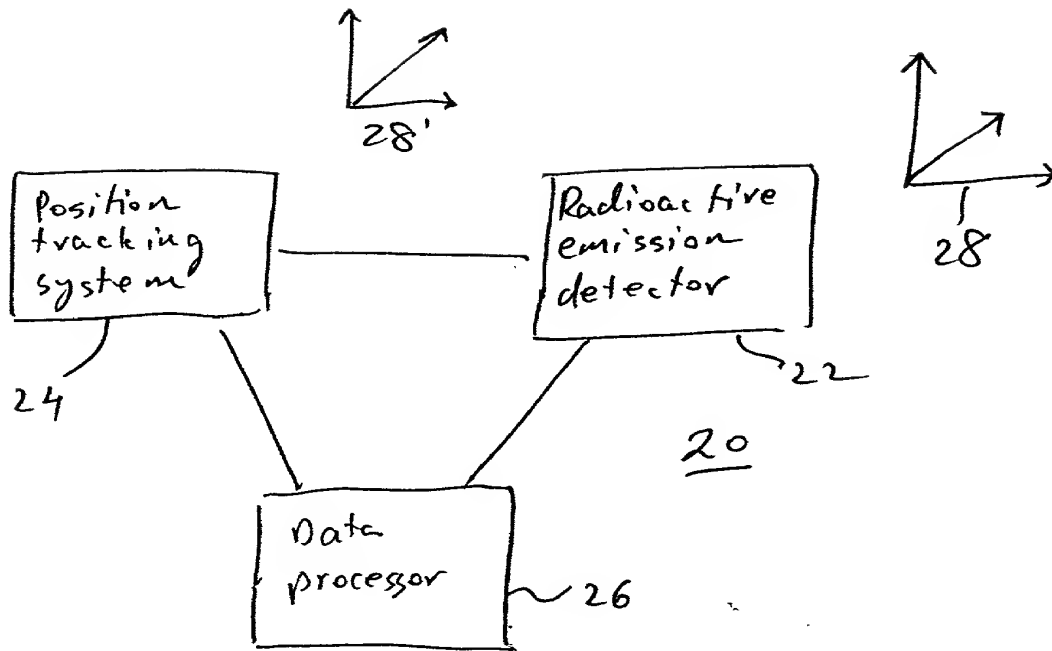 28'
28
Position
tracking
system
24
Radioactive
emission
detector
22
20
Data
processor
26